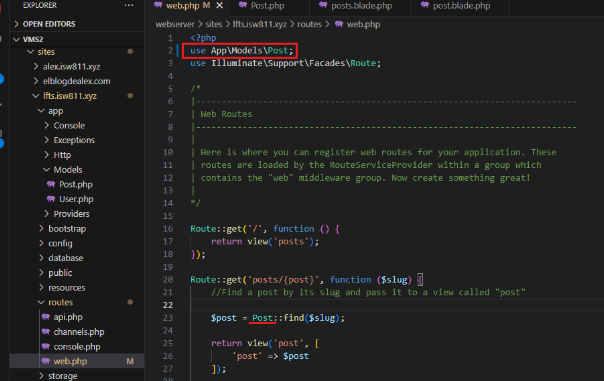 EXPLORER
OPEN EDITORS
VMS2
sites
alex.isw811.xyz
elblogdealex.com
lfts.isw811.xyz
app
Console
Exceptions
Http
Models
Post.php
User.php
Providers
bootstrap
config
database
public
resources
routes
api.php
channels.php
console.php
web.php M
storage
web.php M
Post.php
posts.blade.php
post.blade.php
webserver > sites > lfts.isw811.xyz > routes > web.php
1 <?php
2 use App\Models\Post;
3 use Illuminate\Support\Facades\Route;
4
5 /*
6 |--------------------------------------------------------------------------
7 | Web Routes
8 |--------------------------------------------------------------------------
9 |
10 | Here is where you can register web routes for your application. These
11 | routes are loaded by the RouteServiceProvider within a group which
12 | contains the "web" middleware group. Now create something great!
13 |
14 */
15
16 Route::get('/', function () {
17     return view('posts');
18 });
19
20 Route::get('posts/{post}', function ($slug) {
21     //Find a post by its slug and pass it to a view called "post"
22
23     $post = Post::find($slug);
24
25     return view('post', [
26         'post' => $post
27     ]);
28